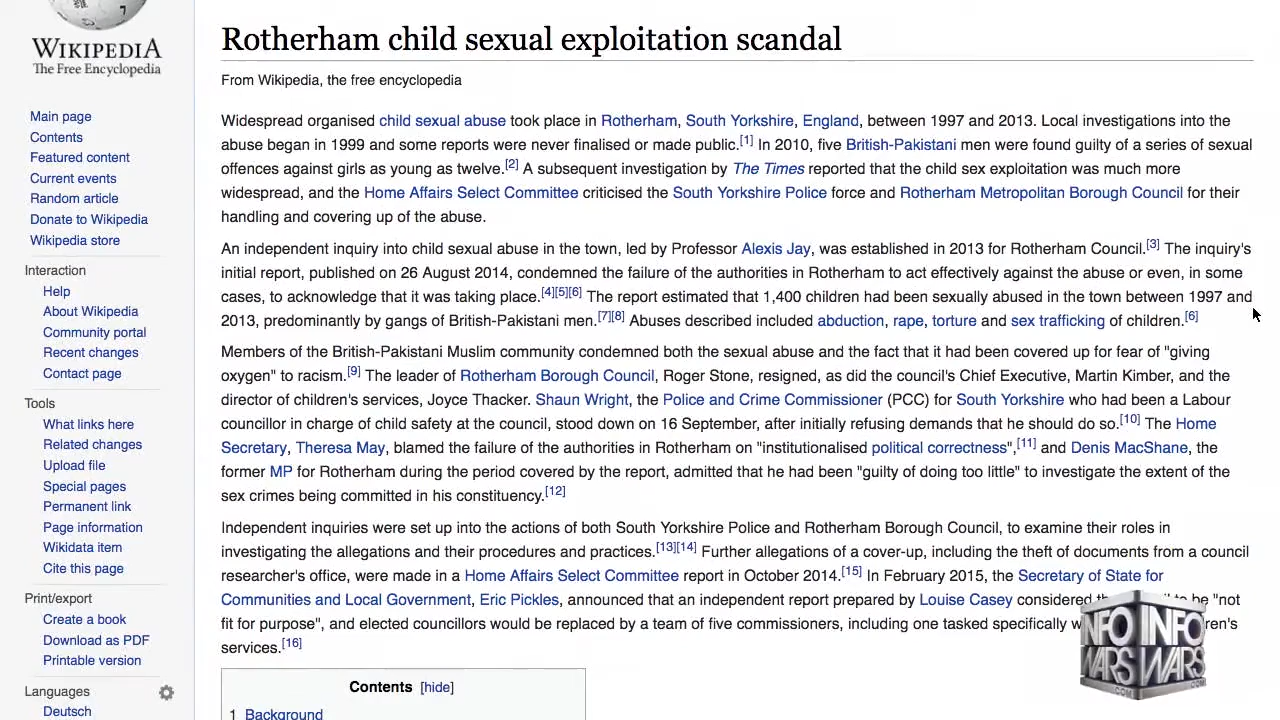 7
WIKIPEDIA
The Free Encyclopedia
Main page
Contents
Featured content
Current events
Random article
Donate to Wikipedia
Wikipedia store
Interaction
Help
About Wikipedia
Community portal
Recent changes
Contact page
Tools
What links here
Related changes
Upload file
Special pages
Permanent link
Page information
Wikidata item
Cite this page
Print/export
Create a book
Download as PDF
Printable version
Languages
Deutsch
Rotherham child sexual exploitation scandal
From Wikipedia, the free encyclopedia
Widespread organised child sexual abuse took place in Rotherham, South Yorkshire, England, between 1997 and 2013. Local investigations into the
abuse began in 1999 and some reports were never finalised or made public.[1] In 2010, five British-Pakistani men were found guilty of a series of sexual
offences against girls as young as twelve.[2] A subsequent investigation by The Times reported that the child sex exploitation was much more
widespread, and the Home Affairs Select Committee criticised the South Yorkshire Police force and Rotherham Metropolitan Borough Council for their
handling and covering up of the abuse.
An independent inquiry into child sexual abuse in the town, led by Professor Alexis Jay, was established in 2013 for Rotherham Council.[3] The inquiry's
initial report, published on 26 August 2014, condemned the failure of the authorities in Rotherham to act effectively against the abuse or even, in some
cases, to acknowledge that it was taking place.[4][5][6] The report estimated that 1,400 children had been sexually abused in the town between 1997 and
2013, predominantly by gangs of British-Pakistani men.[7][8] Abuses described included abduction, rape, torture and sex trafficking of children.[6]
Members of the British-Pakistani Muslim community condemned both the sexual abuse and the fact that it had been covered up for fear of "giving
oxygen" to racism.[9] The leader of Rotherham Borough Council, Roger Stone, resigned, as did the council's Chief Executive, Martin Kimber, and the
director of children's services, Joyce Thacker. Shaun Wright, the Police and Crime Commissioner (PCC) for South Yorkshire who had been a Labour
councillor in charge of child safety at the council, stood down on 16 September, after initially refusing demands that he should do so.[10] The Home
Secretary, Theresa May, blamed the failure of the authorities in Rotherham on "institutionalised political correctness",[11] and Denis MacShane, the
former MP for Rotherham during the period covered by the report, admitted that he had been "guilty of doing too little" to investigate the extent of the
sex crimes being committed in his constituency.[12]
Independent inquiries were set up into the actions of both South Yorkshire Police and Rotherham Borough Council, to examine their roles in
investigating the allegations and their procedures and practices.[13][14] Further allegations of a cover-up, including the theft of documents from a council
researcher's office, were made in a Home Affairs Select Committee report in October 2014.[15] In February 2015, the Secretary of State for
Communities and Local Government, Eric Pickles, announced that an independent report prepared by Louise Casey considered to be "not
fit for purpose", and elected councillors would be replaced by a team of five commissioners, including one tasked specifically
services.[16]
Contents [hide]
1 Background
INFO INFO
WARS WARS
.COM .COM